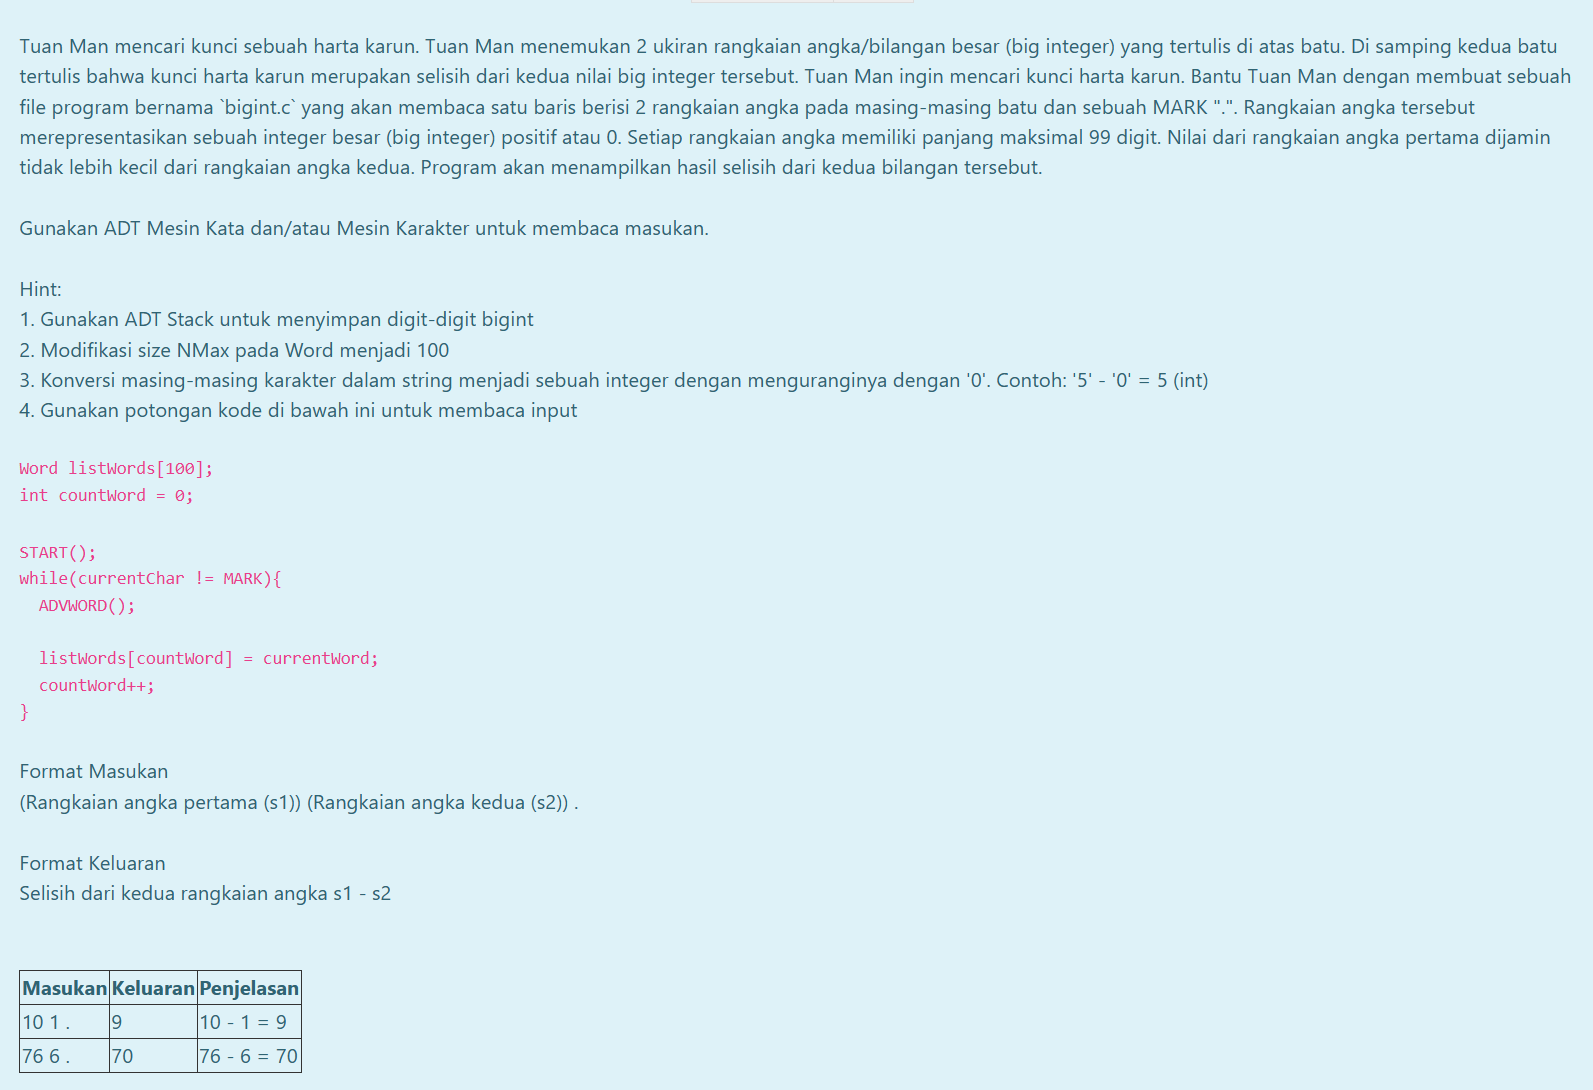 Tuan Man mencari kunci sebuah harta karun. Tuan Man menemukan 2 ukiran rangkaian angka/bilangan besar (big integer) yang tertulis di atas batu. Di samping kedua batu
tertulis bahwa kunci harta karun merupakan selisih dari kedua nilai big integer tersebut. Tuan Man ingin mencari kunci harta karun. Bantu Tuan Man dengan membuat sebuah
file program bernama `bigint.c` yang akan membaca satu baris berisi 2 rangkaian angka pada masing-masing batu dan sebuah MARK ".". Rangkaian angka tersebut
merepresentasikan sebuah integer besar (big integer) positif atau 0. Setiap rangkaian angka memiliki panjang maksimal 99 digit. Nilai dari rangkaian angka pertama dijamin
tidak lebih kecil dari rangkaian angka kedua. Program akan menampilkan hasil selisih dari kedua bilangan tersebut.
Gunakan ADT Mesin Kata dan/atau Mesin Karakter untuk membaca masukan.
Hint:
1. Gunakan ADT Stack untuk menyimpan digit-digit bigint
2. Modifikasi size NMax pada Word menjadi 100
3. Konversi masing-masing karakter dalam string menjadi sebuah integer dengan menguranginya dengan '0'. Contoh: '5' - '0' = 5 (int)
4. Gunakan potongan kode di bawah ini untuk membaca input
Word listWords[100];
int countWord = 0;
START();
while(currentChar != MARK){
ADVWORD();
listWords[countWord] = currentWord;
countWord++;
}
Format Masukan
(Rangkaian angka pertama (s1)) (Rangkaian angka kedua (s2)) .
Format Keluaran
Selisih dari kedua rangkaian angka s1 - s2
Masukan Keluaran Penjelasan
10 1 . 9 10 - 1 = 9
76 6 . 70 76 - 6 = 70